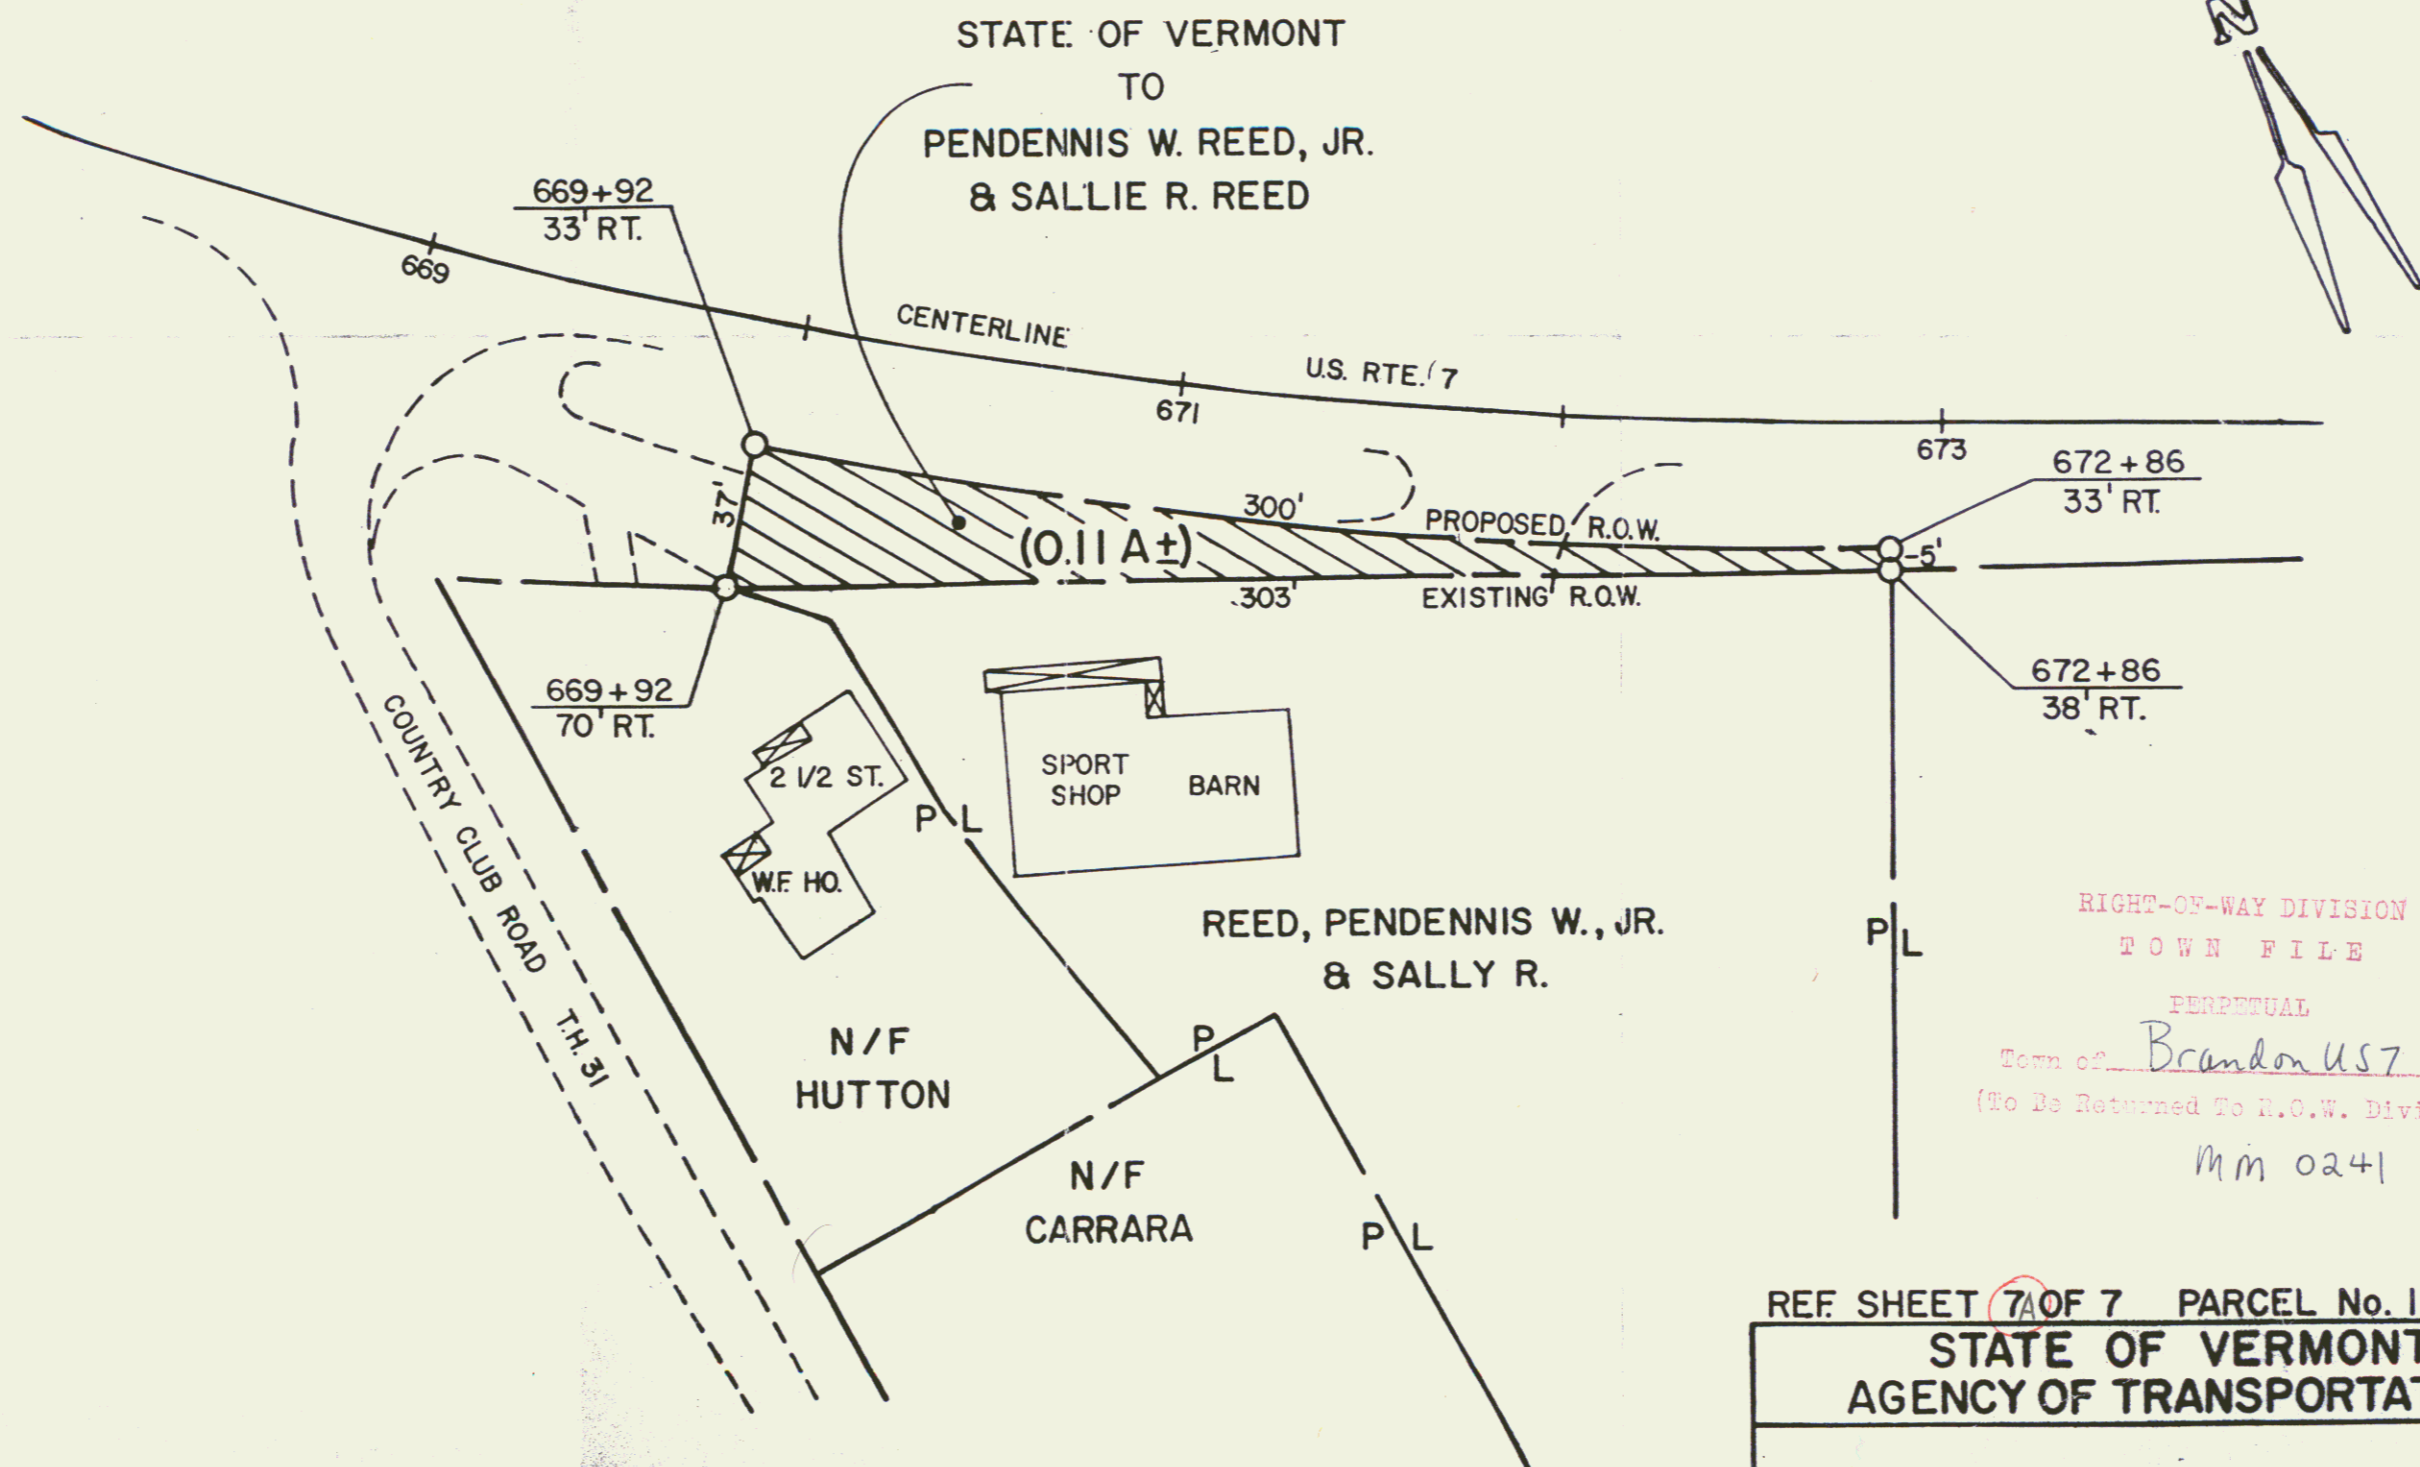 STATE OF VERMONT
TO
PENDENNIS W. REED, JR.
& SALLIE R. REED
N
669+92
33' RT.
669
CENTERLINE
U.S. RTE. 7
671
673
672+86
33' RT.
37'
300'
PROPOSED R.O.W.
(0.11 A±)
5'
303'
EXISTING R.O.W.
669+92
70' RT.
672+86
38' RT.
COUNTRY CLUB ROAD T.H. 31
2 1/2 ST.
W.F. HO.
SPORT
SHOP
BARN
P L
REED, PENDENNIS W., JR.
& SALLY R.
P L
RIGHT-OF-WAY DIVISION
TOWN FILE
PERPETUAL
Town of Brandon US7
(To Be Returned To R.O.W. Divi
MM 0241
N/F
HUTTON
P L
N/F
CARRARA
P L
REF. SHEET 7A OF 7 PARCEL No. 1
STATE OF VERMONT
AGENCY OF TRANSPORTAT